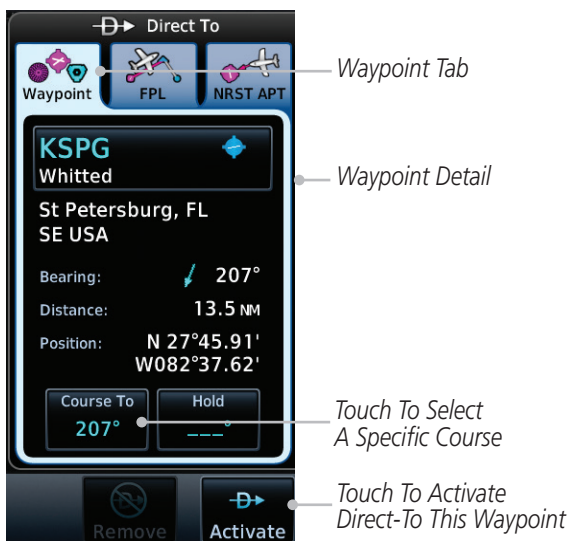 Direct To
Waypoint
FPL
NRST APT
Waypoint Tab
KSPG
Whitted
Waypoint Detail
St Petersburg, FL
SE USA
Bearing: 207°
Distance: 13.5 NM
Position: N 27°45.91'
W082°37.62'
Course To
207°
Hold
___°
Touch To Select
A Specific Course
Remove
Activate
Touch To Activate
Direct-To This Waypoint